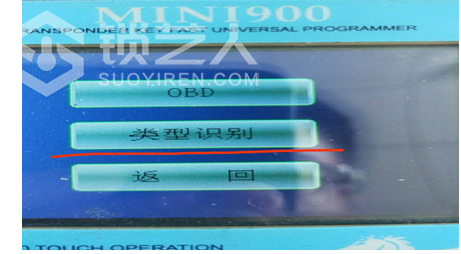 MINI900
TRANSPONDER KEY FAST UNIVERSAL PROGRAMMER
锁艺人
SUOYIREN.COM
OBD
类型识别
返 回
TOUCH OPERATION